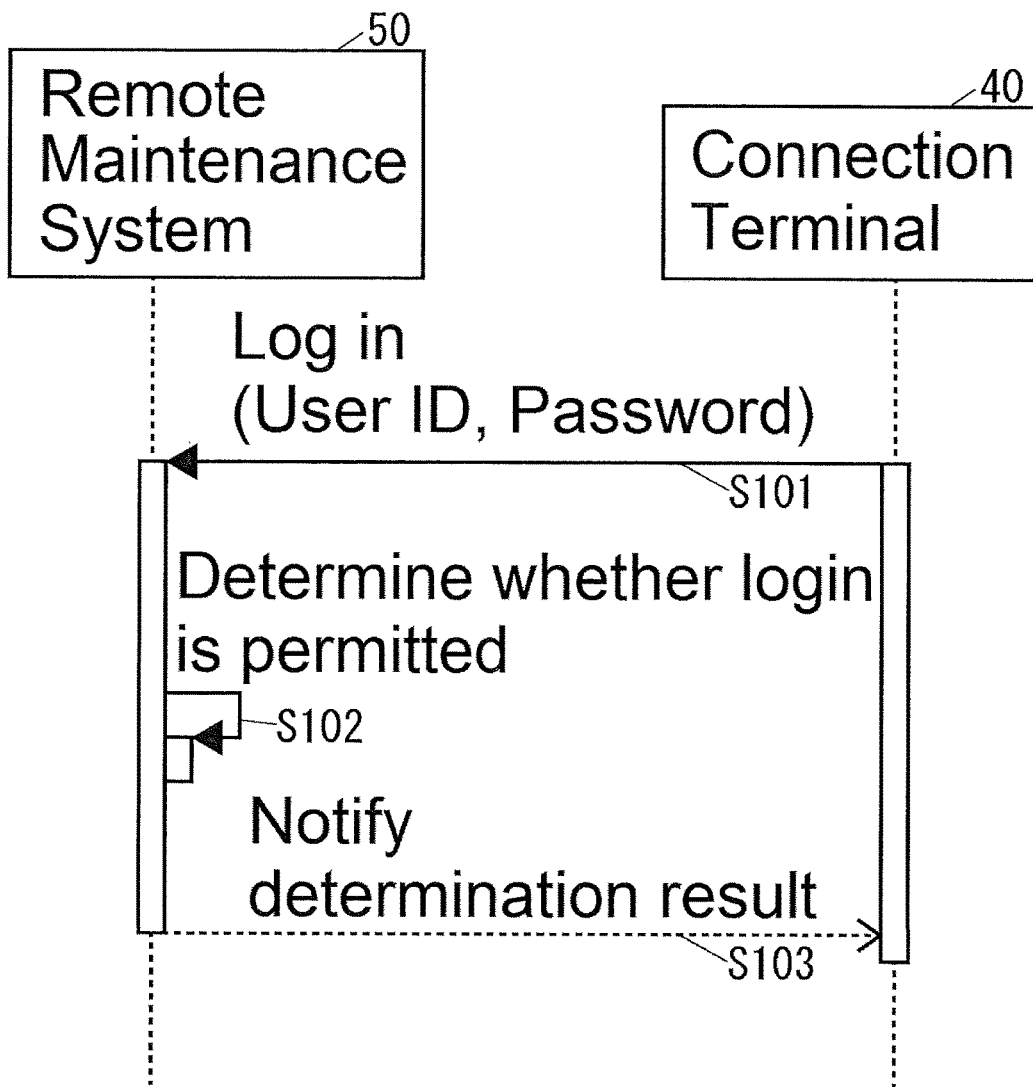 50
Remote
Maintenance
System
40
Connection
Terminal
Log in
(User ID, Password)
S101
Determine whether login
is permitted
S102
Notify
determination result
S103